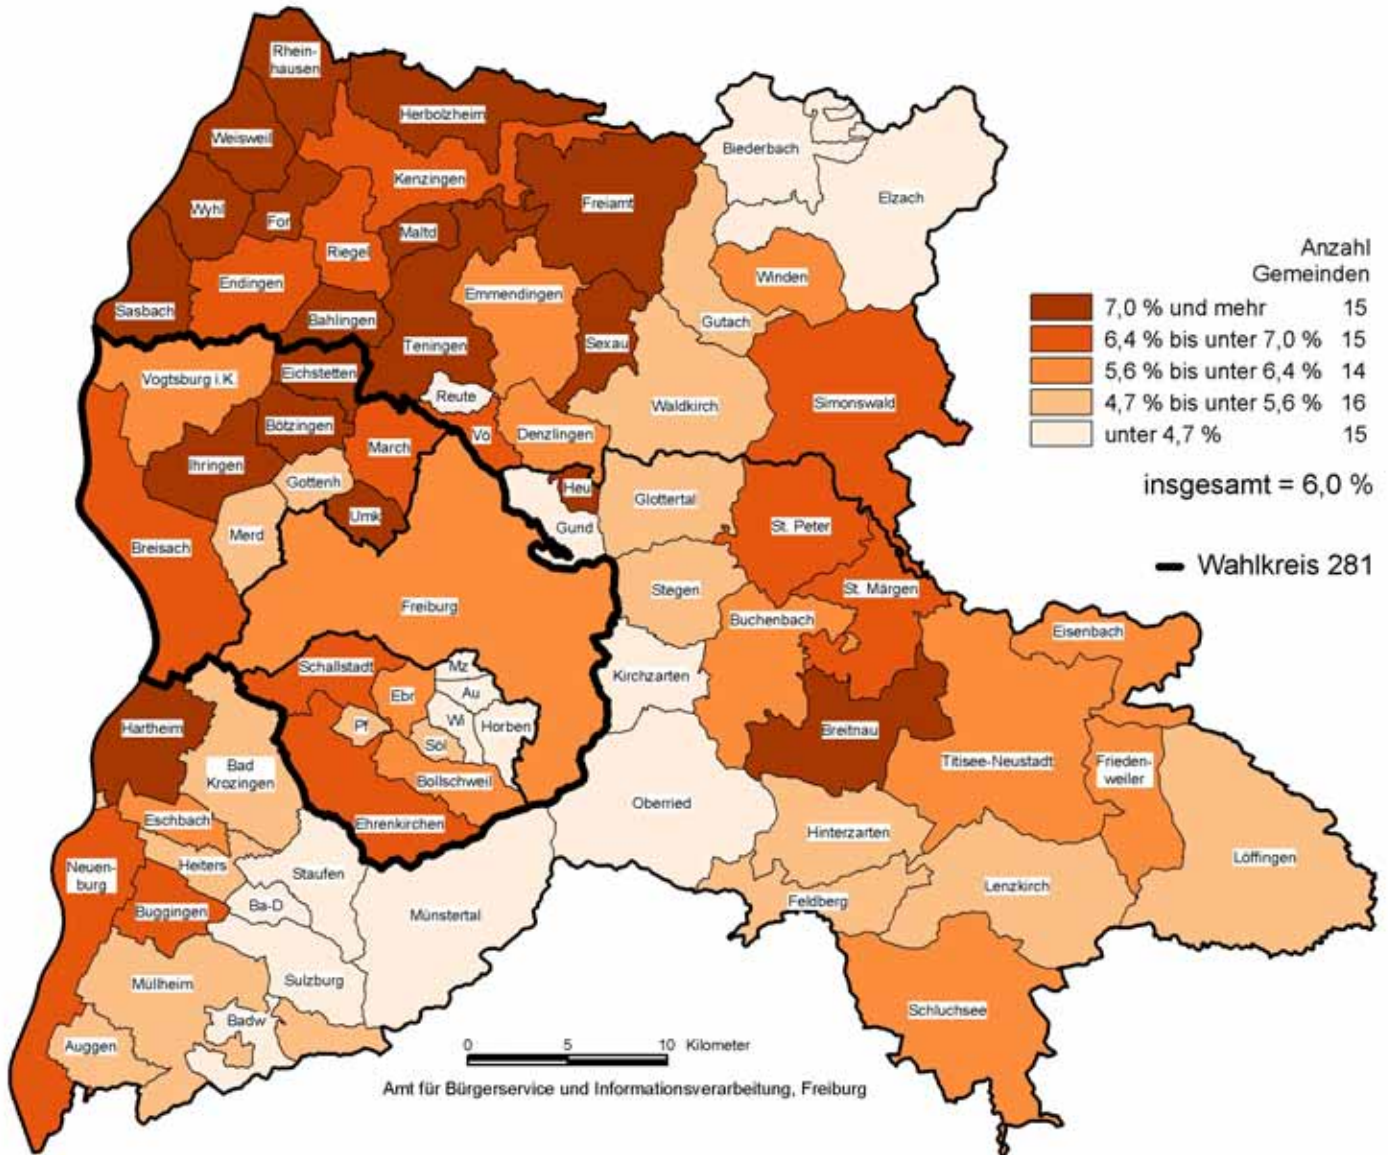 Rhein-
hausen
Herbolzheim
Weisweil
Biederbach
Kenzingen
Elzach
Wyhl
Freiamt
For
Maltd
Riegel
Winden
Endingen
Emmendingen
Sasbach
Bahlingen
Gutach
Teningen
Sexau
Anzahl
Gemeinden
7,0 % und mehr 15
6,4 % bis unter 7,0 % 15
5,6 % bis unter 6,4 % 14
4,7 % bis unter 5,6 % 16
unter 4,7 % 15
insgesamt = 6,0 %
Wahlkreis 281
Vogtsburg i.K.
Eichstetten
Reute
Waldkirch
Simonswald
Bötzingen
Vö
Denzlingen
March
Ihringen
Gottenh
Heu
Glottertal
Umk
Gund
St. Peter
Merd
Breisach
Stegen
St. Märgen
Freiburg
Buchenbach
Eisenbach
Schallstadt
Mz
Kirchzarten
Ebr
Au
Hartheim
Pf
Wi
Horben
Breitnau
Söl
Titisee-Neustadt
Frieden-
weiler
Bad
Krozingen
Bollschweil
Oberried
Eschbach
Ehrenkirchen
Hinterzarten
Löffingen
Neuen-
burg
Heiters
Staufen
Lenzkirch
Buggingen
Ba-D
Münstertal
Feldberg
Müllheim
Sulzburg
Schluchsee
Badw
Auggen
0 5 10 Kilometer
Amt für Bürgerservice und Informationsverarbeitung, Freiburg